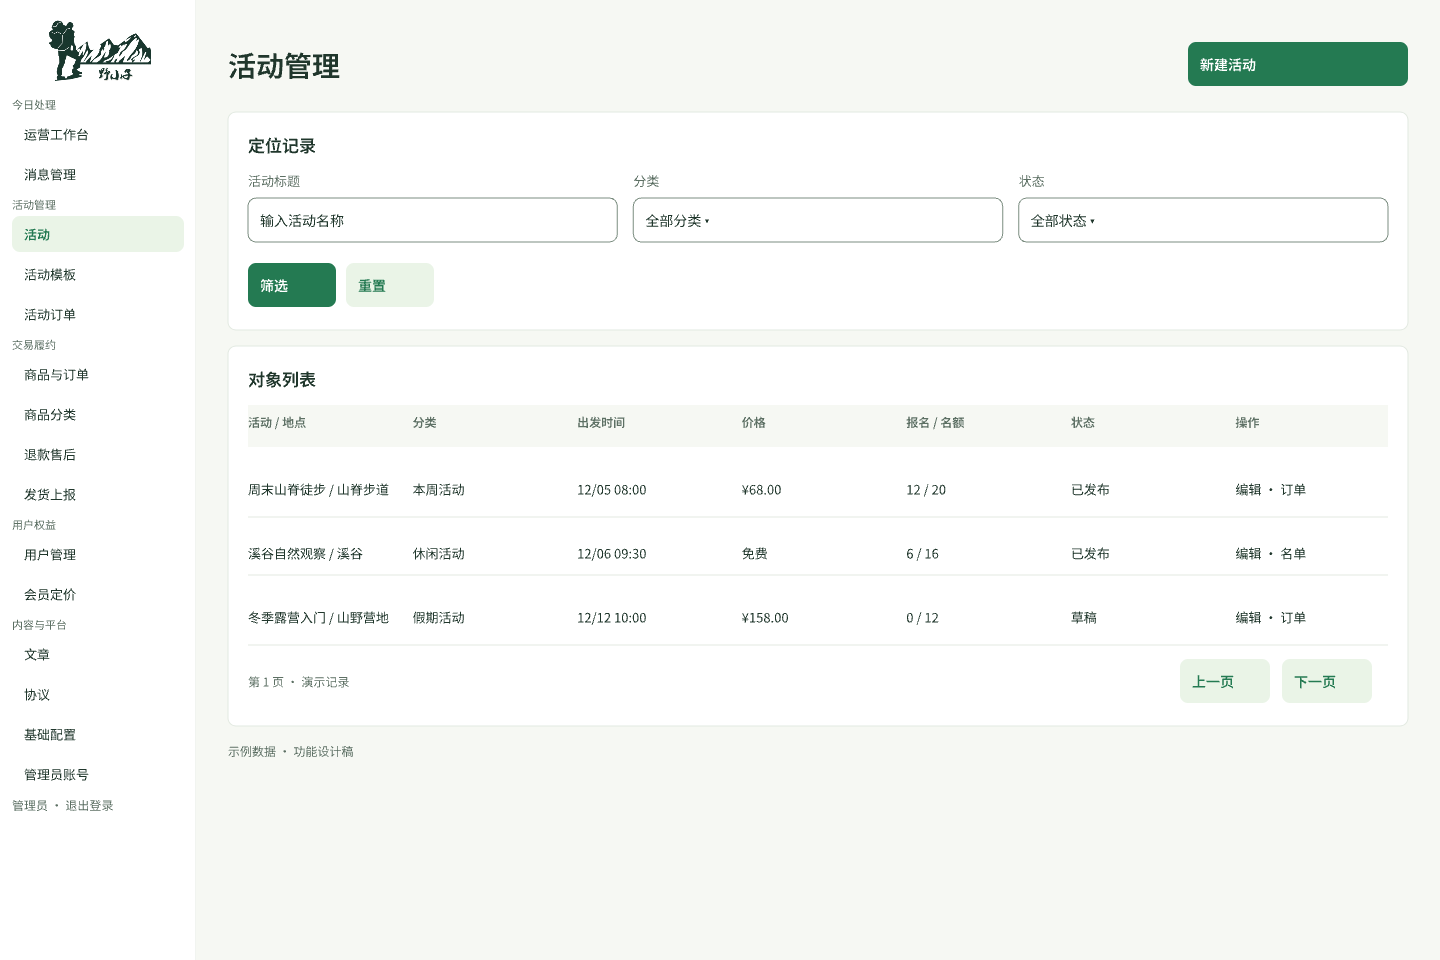 野小子
今日处理
运营工作台
消息管理
活动管理
活动
活动模板
活动订单
交易履约
商品与订单
商品分类
退款售后
发货上报
用户权益
用户管理
会员定价
内容与平台
文章
协议
基础配置
管理员账号
管理员 · 退出登录
活动管理
新建活动
定位记录
活动标题 分类 状态
输入活动名称 全部分类 ▾ 全部状态 ▾
筛选 重置
对象列表
活动 / 地点 分类 出发时间 价格 报名 / 名额 状态 操作
周末山脊徒步 / 山脊步道 本周活动 12/05 08:00 ¥68.00 12 / 20 已发布 编辑 · 订单
溪谷自然观察 / 溪谷 休闲活动 12/06 09:30 免费 6 / 16 已发布 编辑 · 名单
冬季露营入门 / 山野营地 假期活动 12/12 10:00 ¥158.00 0 / 12 草稿 编辑 · 订单
第 1 页 · 演示记录 上一页 下一页
示例数据 · 功能设计稿